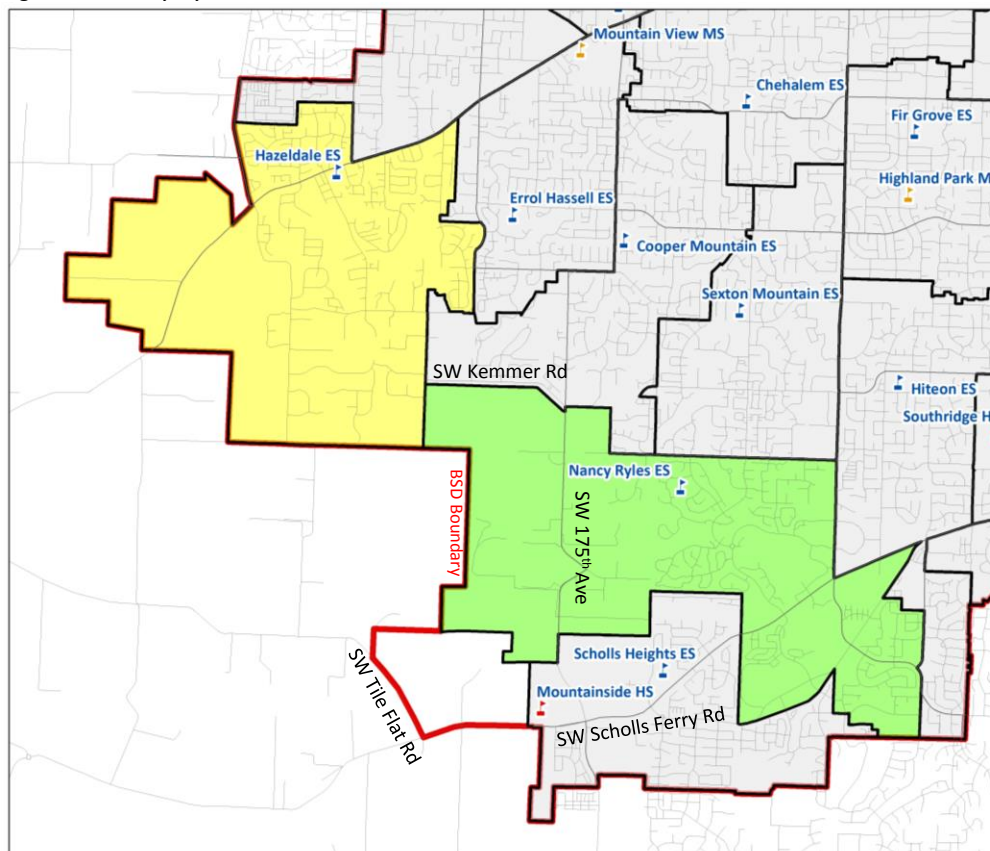 Mountain View MS
Chehalem ES
Fir Grove ES
Hazeldale ES
Highland Park M
Errol Hassell ES
Cooper Mountain ES
Sexton Mountain ES
SW Kemmer Rd
Hiteon ES
Southridge H
Nancy Ryles ES
BSD Boundary
SW 175th Ave
Scholls Heights ES
SW Tile Flat Rd
Mountainside HS
SW Scholls Ferry Rd